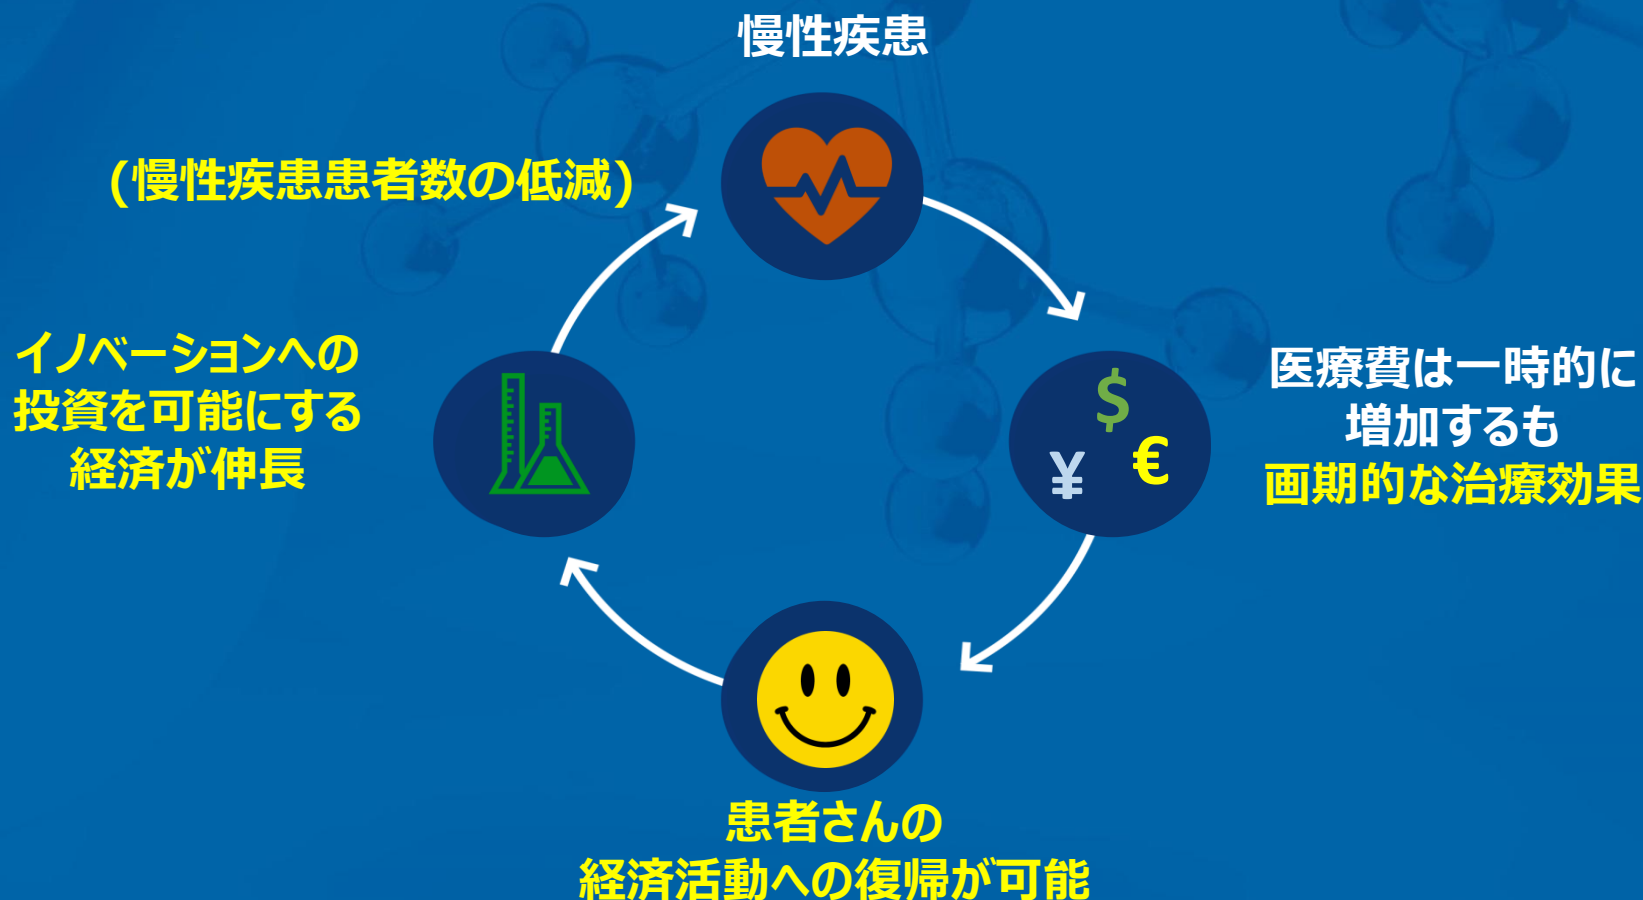 慢性疾患
(慢性疾患患者数の低減)
イノベーションへの
投資を可能にする
経済が伸長
医療費は一時的に
増加するも
画期的な治療効果
$
¥
€
患者さんの
経済活動への復帰が可能